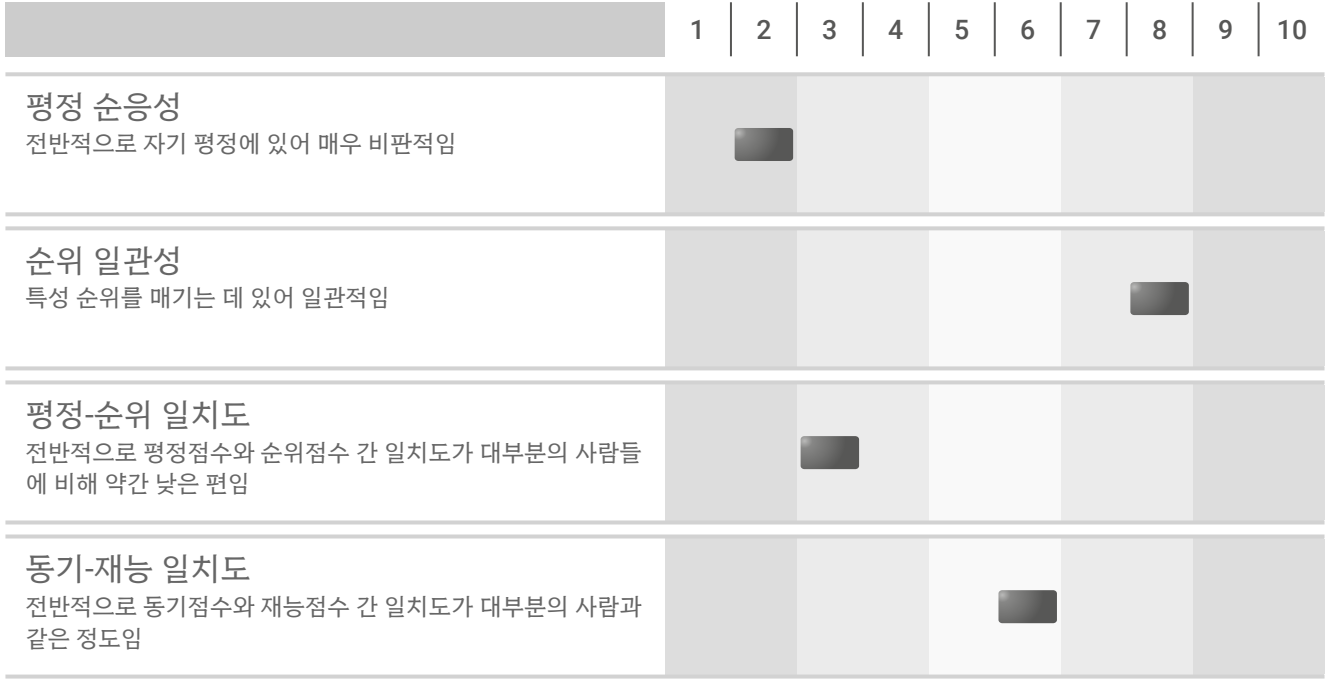 1 2 3 4 5 6 7 8 9 10
평정 순응성
전반적으로 자기 평정에 있어 매우 비판적임
순위 일관성
특성 순위를 매기는 데 있어 일관적임
평정-순위 일치도
전반적으로 평정점수와 순위점수 간 일치도가 대부분의 사람들
에 비해 약간 낮은 편임
동기-재능 일치도
전반적으로 동기점수와 재능점수 간 일치도가 대부분의 사람과
같은 정도임